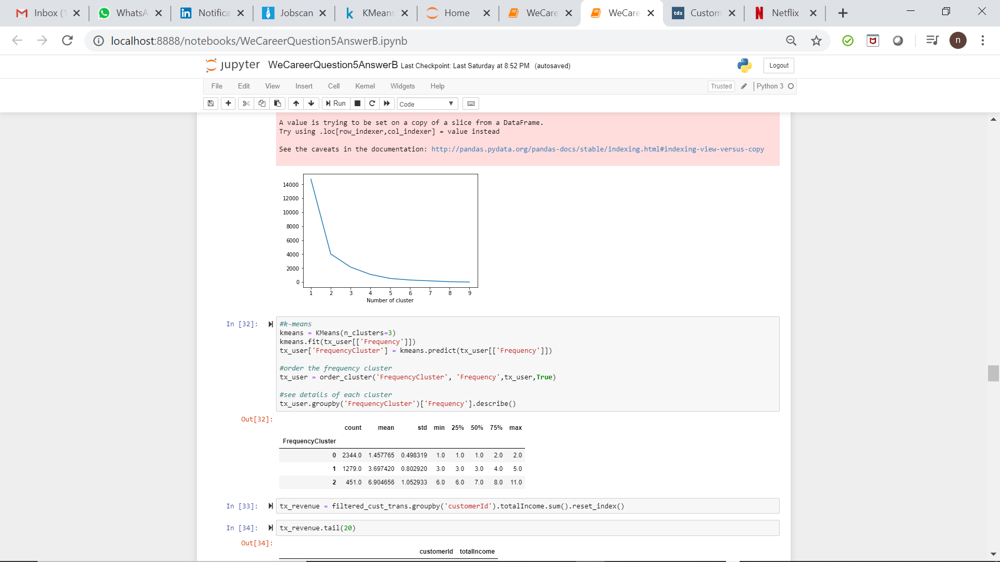 Inbox (1
WhatsA
Notifica
Jobscan
KMeans
Home
WeCare
WeCare
tds Custom
Netflix
localhost:8888/notebooks/WeCareerQuestion5AnswerB.ipynb
n
jupyter WeCareerQuestion5AnswerB Last Checkpoint: Last Saturday at 8:52 PM (autosaved)
Logout
File Edit View Insert Cell Kernel Widgets Help
Trusted Python 3
Run Code
A value is trying to be set on a copy of a slice from a DataFrame.
Try using .loc[row_indexer,col_indexer] = value instead
See the caveats in the documentation: http://pandas.pydata.org/pandas-docs/stable/indexing.html#indexing-view-versus-copy
14000
12000
10000
8000
6000
4000
2000
0
1 2 3 4 5 6 7 8 9
Number of cluster
In [32]:
#k-means
kmeans = KMeans(n_clusters=3)
kmeans.fit(tx_user[['Frequency']])
tx_user['FrequencyCluster'] = kmeans.predict(tx_user[['Frequency']])
#order the frequency cluster
tx_user = order_cluster('FrequencyCluster', 'Frequency',tx_user,True)
#see details of each cluster
tx_user.groupby('FrequencyCluster')['Frequency'].describe()
Out[32]:
count mean std min 25% 50% 75% max
FrequencyCluster
0 2344.0 1.457765 0.498319 1.0 1.0 1.0 2.0 2.0
1 1279.0 3.697420 0.802920 3.0 3.0 3.0 4.0 5.0
2 451.0 6.904656 1.052933 6.0 6.0 7.0 8.0 11.0
In [33]: tx_revenue = filtered_cust_trans.groupby('customerId').totalIncome.sum().reset_index()
In [34]: tx_revenue.tail(20)
Out[34]:
customerId totalIncome